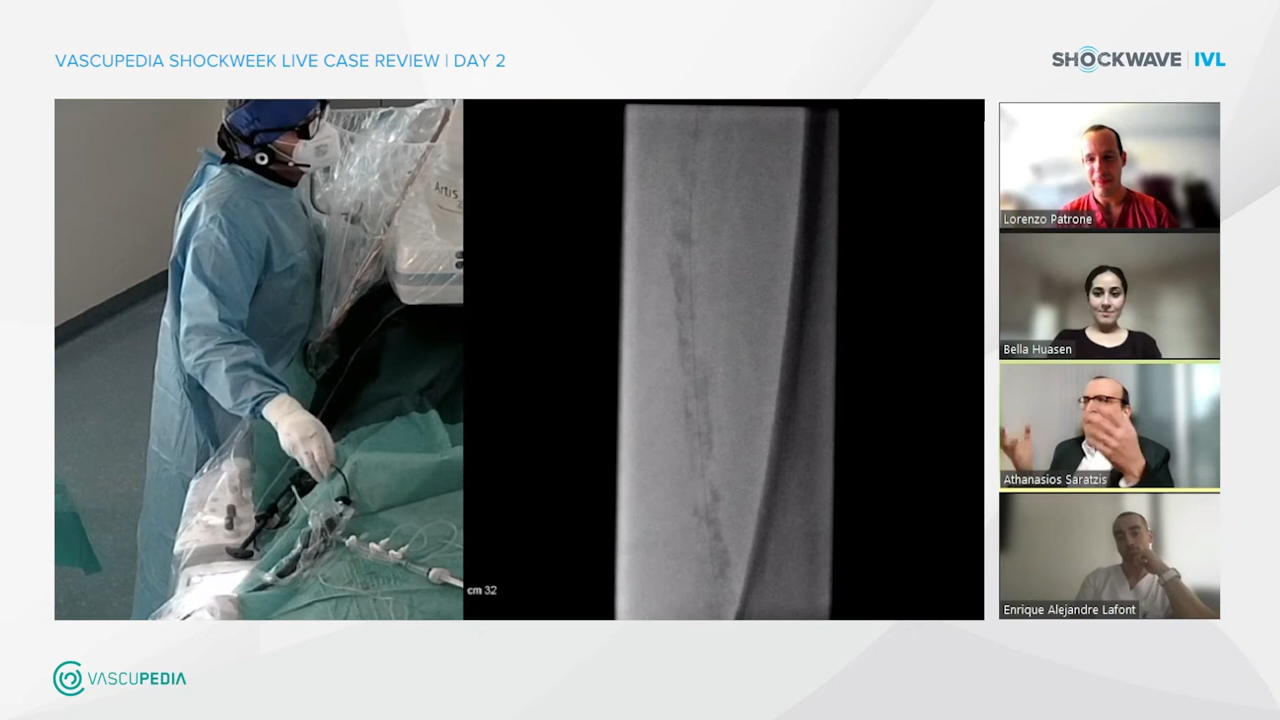 VASCUPEDIA SHOCKWEEK LIVE CASE REVIEW | DAY 2
SHOCKWAVE | IVL
Artis
Lorenzo Patrone
Bella Huasen
Athanasios Saratzis
cm 32
Enrique Alejandre Lafont
VASCUPEDIA